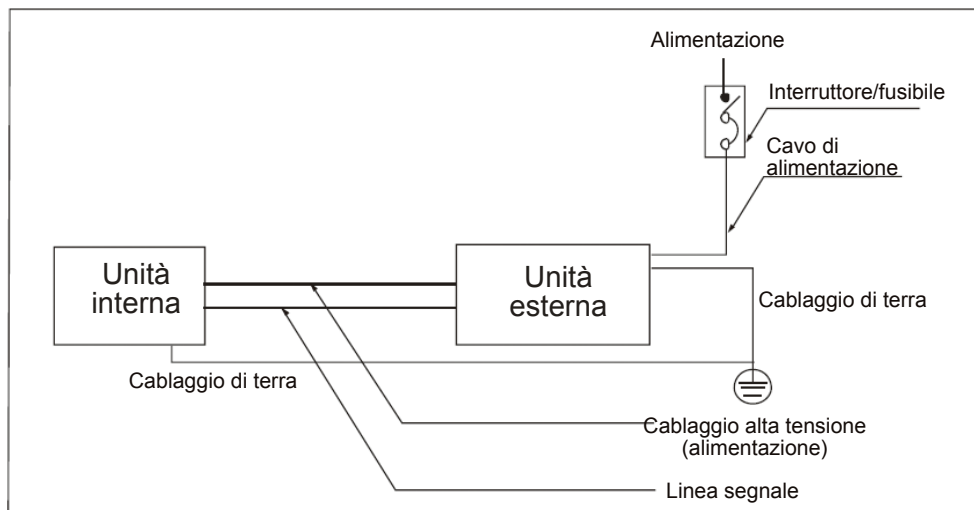 Alimentazione
Interruttore/fusibile
Cavo di
alimentazione
Unità
interna
Unità
esterna
Cablaggio di terra
Cablaggio di terra
Cablaggio alta tensione
(alimentazione)
Linea segnale